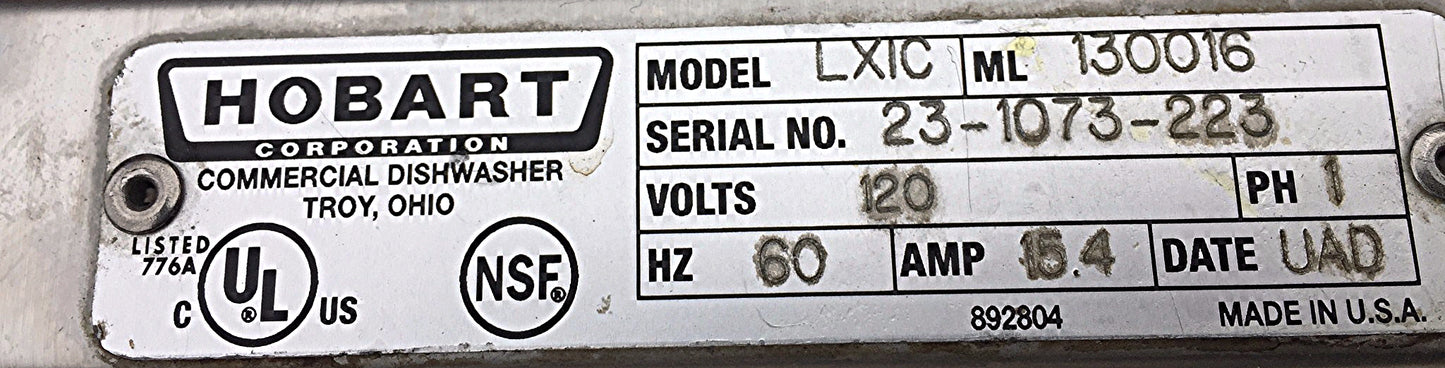 HOBART
CORPORATION
COMMERCIAL DISHWASHER
TROY, OHIO
LISTED
776A
C UL® US
NSF®
MODEL LXIC ML 130016
SERIAL NO. 23-1073-223
VOLTS 120 PH 1
HZ 60 AMP 15.4 DATE UAD
892804 MADE IN U.S.A.